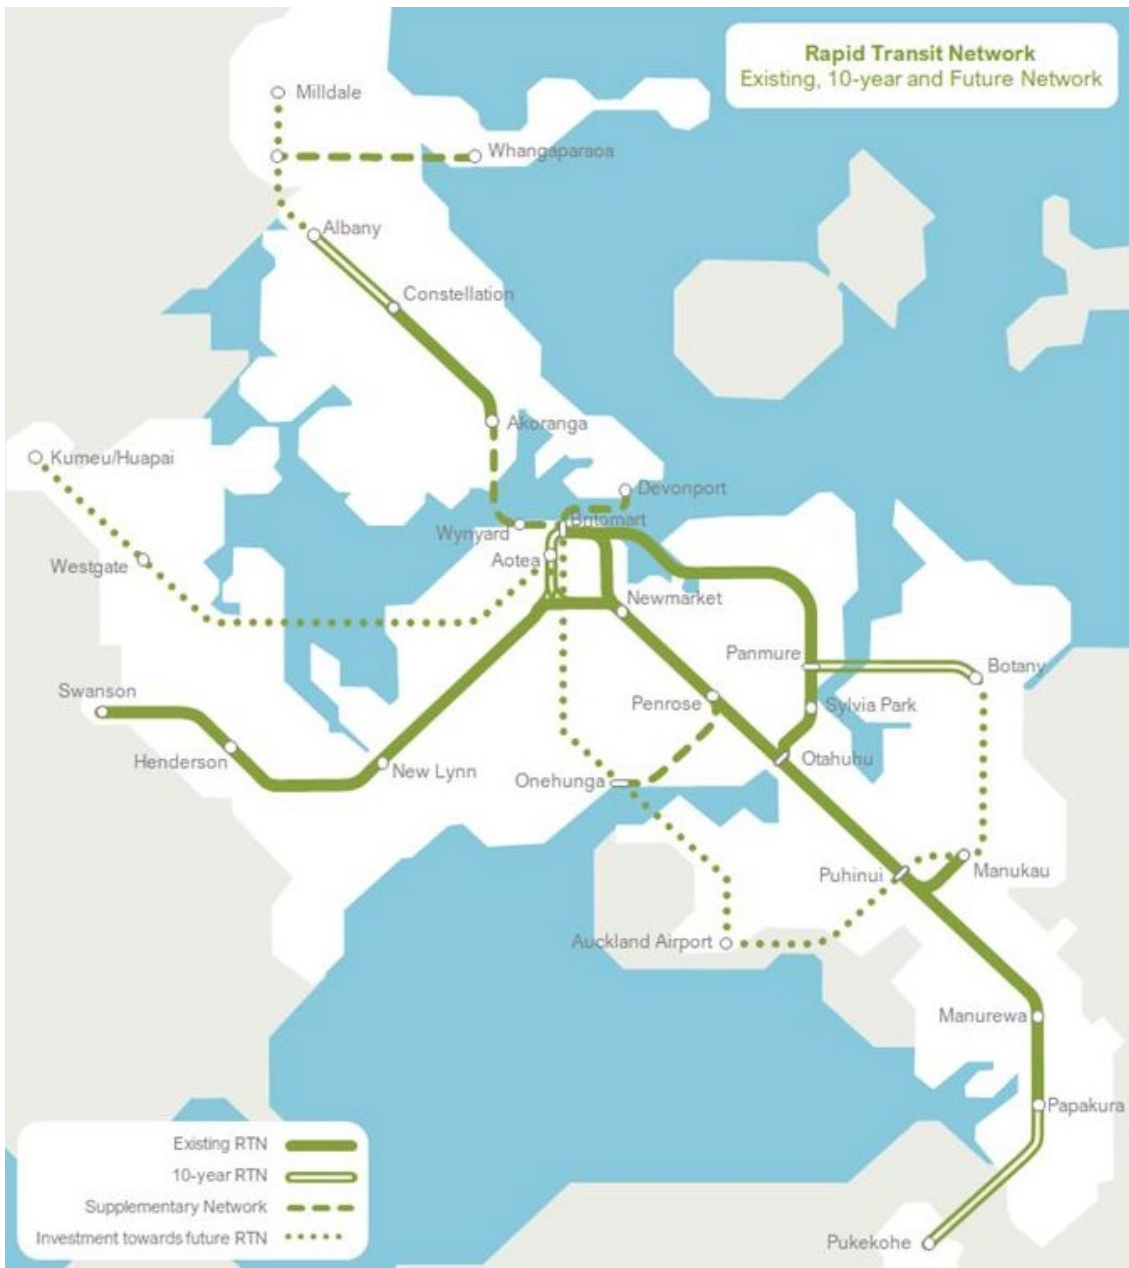 Rapid Transit Network
Existing, 10-year and Future Network
Milldale
Whangaparaoa
Albany
Constellation
Akoranga
Kumeu/Huapai
Devonport
Britomart
Wynyard
Aotea
Westgate
Newmarket
Panmure
Botany
Swanson
Penrose
Sylvia Park
Henderson
New Lynn
Otahuhu
Onehunga
Puhinui
Manukau
Auckland Airport
Manurewa
Papakura
Pukekohe
Existing RTN
10-year RTN
Supplementary Network
Investment towards future RTN